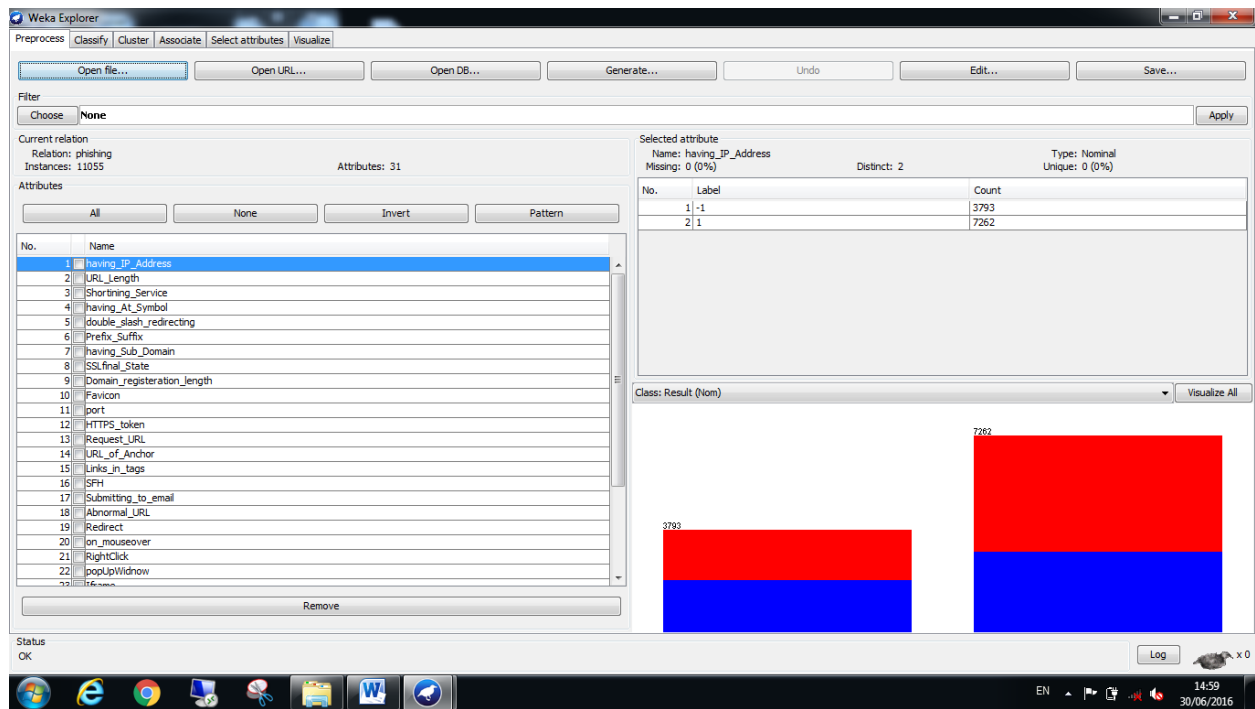 Weka Explorer
Preprocess Classify Cluster Associate Select attributes Visualize
Open file... Open URL... Open DB... Generate... Undo Edit... Save...
Filter
Choose None Apply
Current relation
Relation: phishing
Instances: 11055 Attributes: 31
Attributes
All None Invert Pattern
No. Name
1 having_IP_Address
2 URL_Length
3 Shortining_Service
4 having_At_Symbol
5 double_slash_redirecting
6 Prefix_Suffix
7 having_Sub_Domain
8 SSLfinal_State
9 Domain_registeration_length
10 Favicon
11 port
12 HTTPS_token
13 Request_URL
14 URL_of_Anchor
15 Links_in_tags
16 SFH
17 Submitting_to_email
18 Abnormal_URL
19 Redirect
20 on_mouseover
21 RightClick
22 popUpWidnow
23 Iframe
Remove
Selected attribute
Name: having_IP_Address Type: Nominal
Missing: 0 (0%) Distinct: 2 Unique: 0 (0%)
No. Label Count
1 -1 3793
2 1 7262
Class: Result (Nom) Visualize All
7262
3793
Status
OK
Log x 0
EN 14:59
30/06/2016